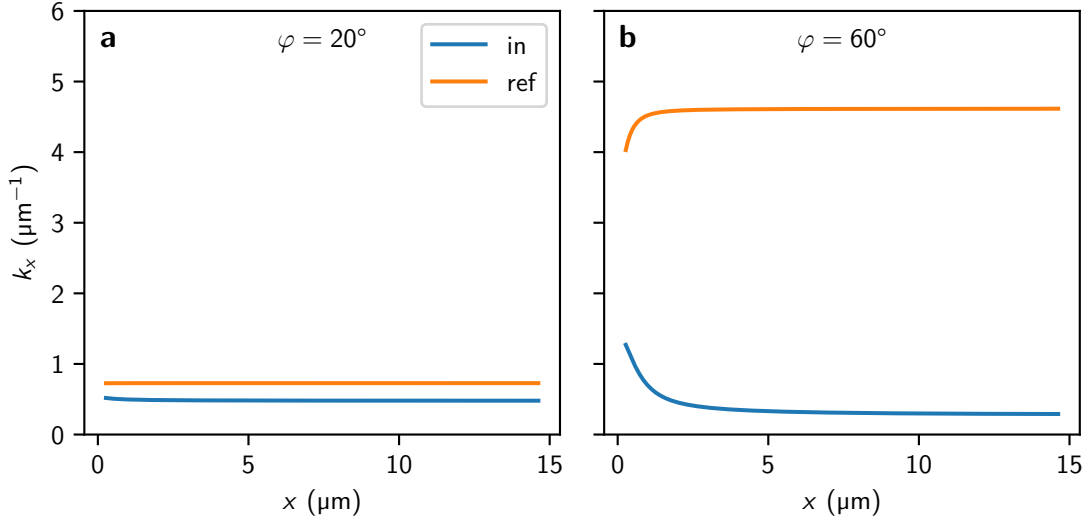 a
φ = 20°
in
ref
b
φ = 60°
6
5
4
3
2
1
0
kₓ (µm⁻¹)
0 5 10 15
0 5 10 15
x (µm)
x (µm)